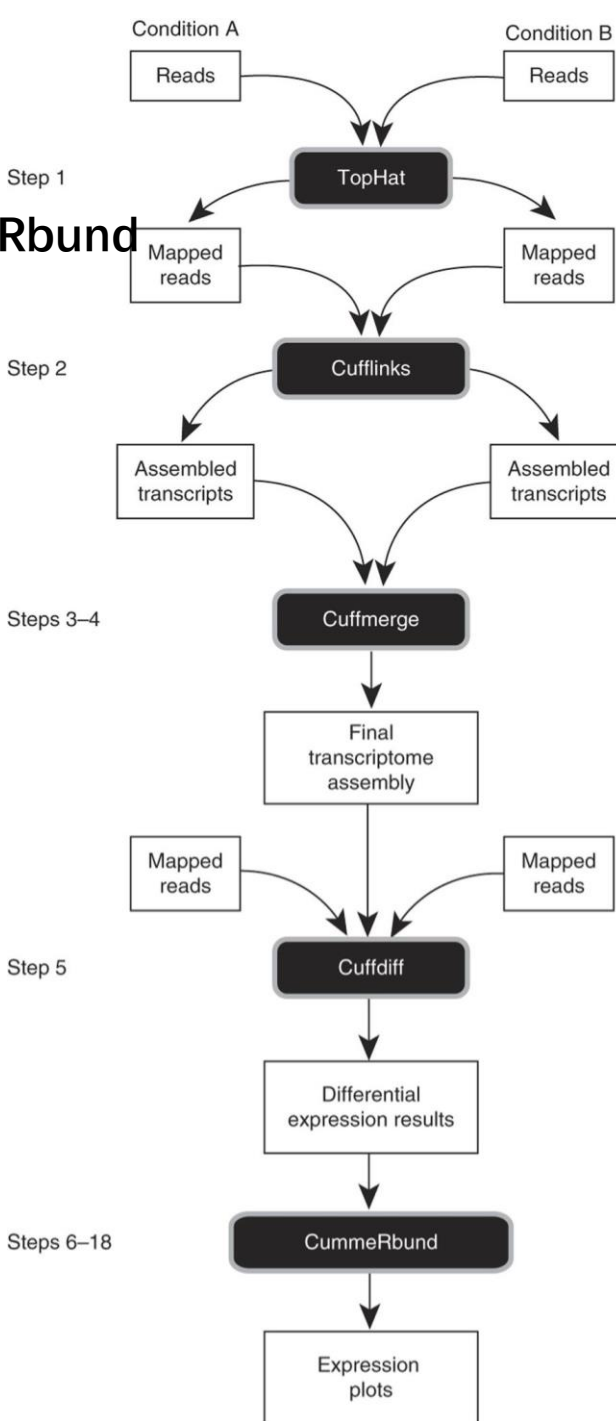 Condition A
Condition B
Reads
Reads
Step 1
TopHat
Rbund
Mapped
reads
Mapped
reads
Step 2
Cufflinks
Assembled
transcripts
Assembled
transcripts
Steps 3–4
Cuffmerge
Final
transcriptome
assembly
Mapped
reads
Mapped
reads
Step 5
Cuffdiff
Differential
expression results
Steps 6–18
CummeRbund
Expression
plots